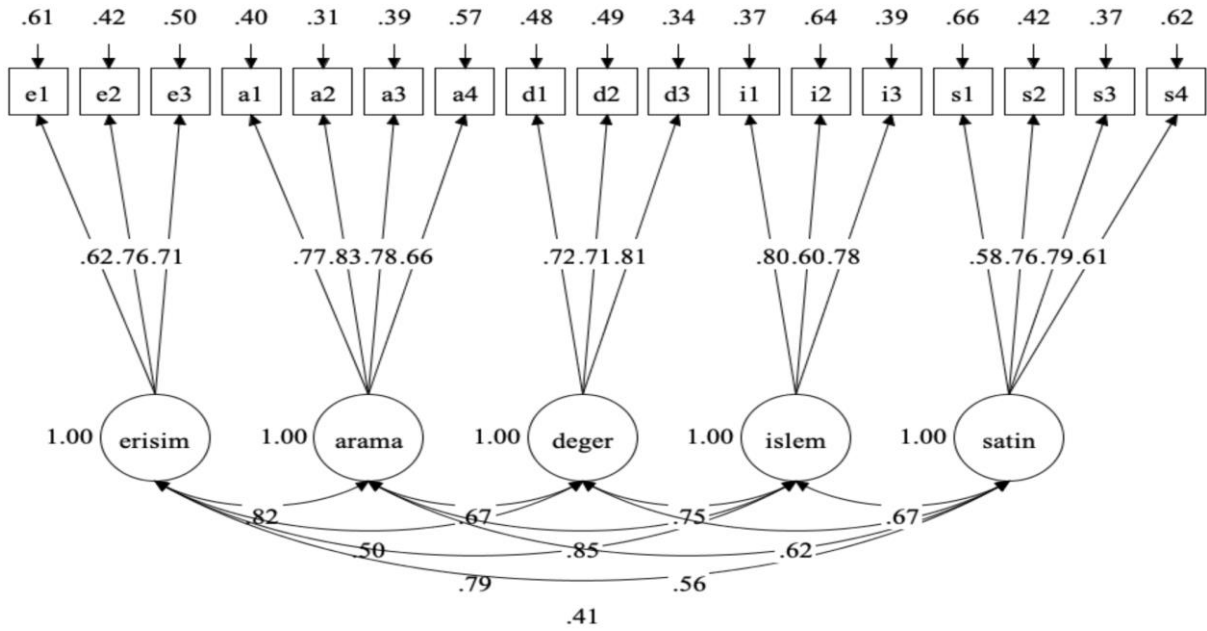 .61 .42 .50 .40 .31 .39 .57 .48 .49 .34 .37 .64 .39 .66 .42 .37 .62
e1 e2 e3 a1 a2 a3 a4 d1 d2 d3 i1 i2 i3 s1 s2 s3 s4
.62 .76 .71 .77 .83 .78 .66 .72 .71 .81 .80 .60 .78 .58 .76 .79 .61
1.00 erisim 1.00 arama 1.00 deger 1.00 islem 1.00 satin
.82 .67 .75 .67
.50 .85 .62
.79 .56
.41